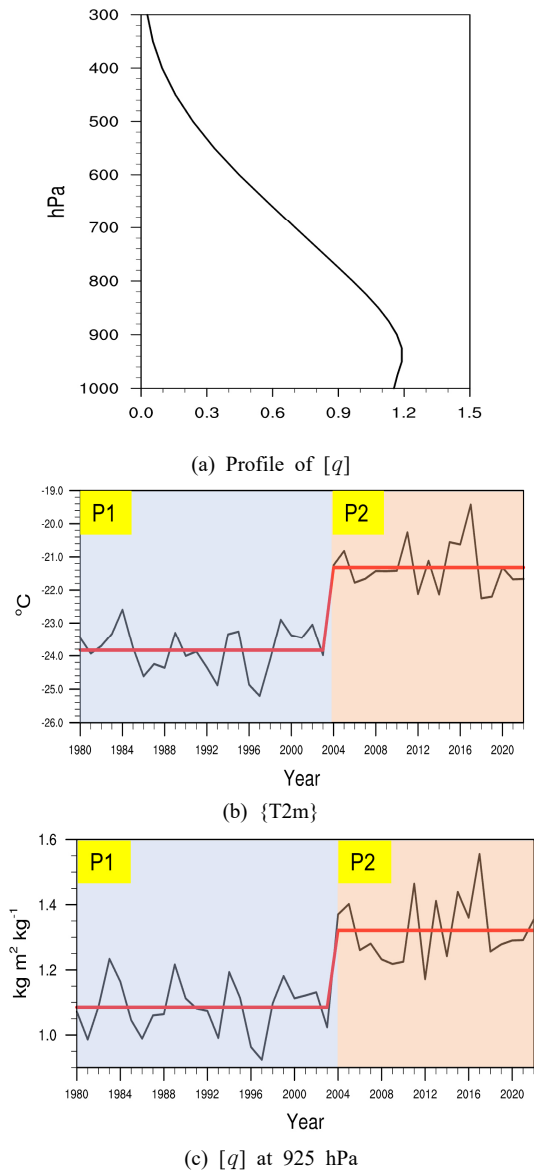 300
400
500
600
700
800
900
1000
hPa
0.0 0.3 0.6 0.9 1.2 1.5
(a) Profile of [q]
P1 P2
-19.0
-20.0
-21.0
-22.0
-23.0
-24.0
-25.0
-26.0
°C
1980 1984 1988 1992 1996 2000 2004 2008 2012 2016 2020
Year
(b) {T2m}
P1 P2
1.6
1.4
1.2
1.0
kg m² kg⁻¹
1980 1984 1988 1992 1996 2000 2004 2008 2012 2016 2020
Year
(c) [q] at 925 hPa